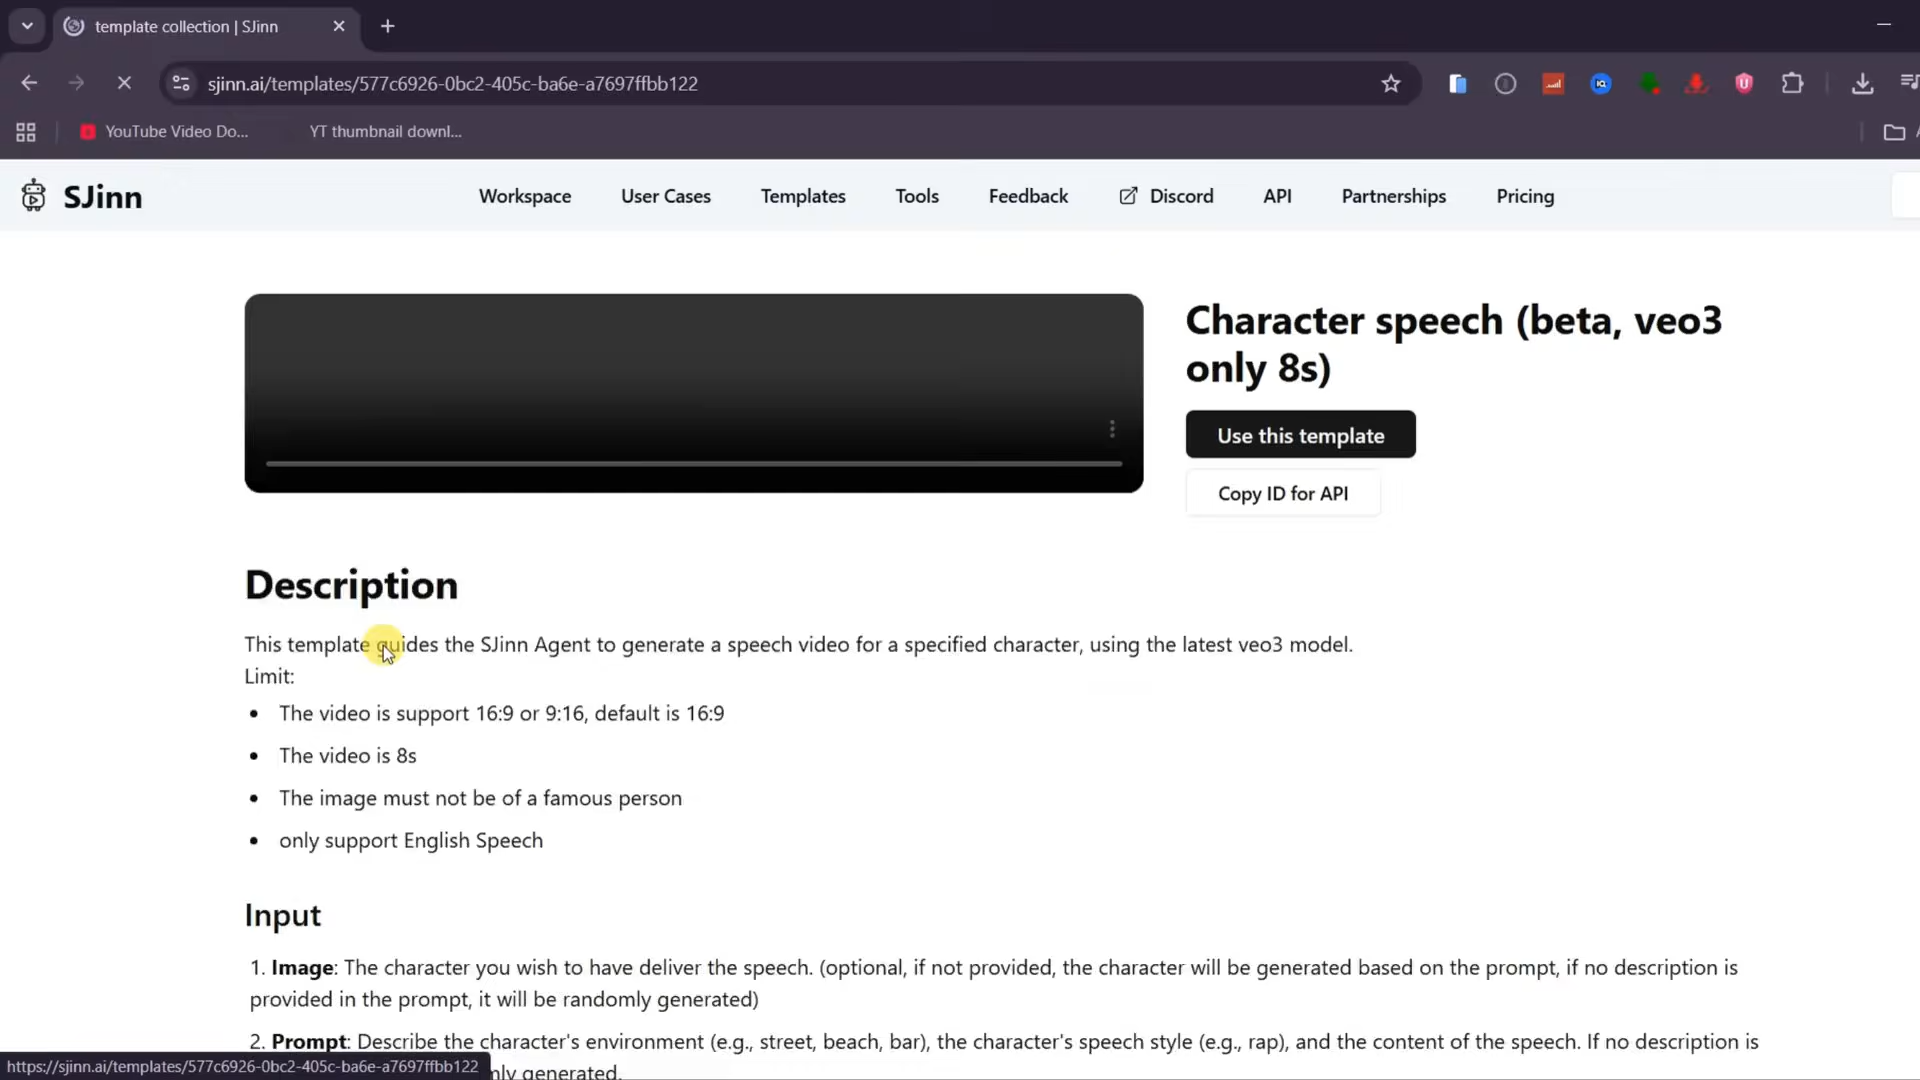 template collection | SJinn
sjinn.ai/templates/577c6926-0bc2-405c-ba6e-a7697ffbb122
YouTube Video Do... YT thumbnail downl...
SJinn Workspace User Cases Templates Tools Feedback Discord API Partnerships Pricing
Character speech (beta, veo3
only 8s)
Use this template
Copy ID for API
Description
This template guides the SJinn Agent to generate a speech video for a specified character, using the latest veo3 model.
Limit:
• The video is support 16:9 or 9:16, default is 16:9
• The video is 8s
• The image must not be of a famous person
• only support English Speech
Input
1. Image: The character you wish to have deliver the speech. (optional, if not provided, the character will be generated based on the prompt, if no description is
provided in the prompt, it will be randomly generated)
2. Prompt: Describe the character's environment (e.g., street, beach, bar), the character's speech style (e.g., rap), and the content of the speech. If no description is
generated.
https://sjinn.ai/templates/577c6926-0bc2-405c-ba6e-a7697ffbb122